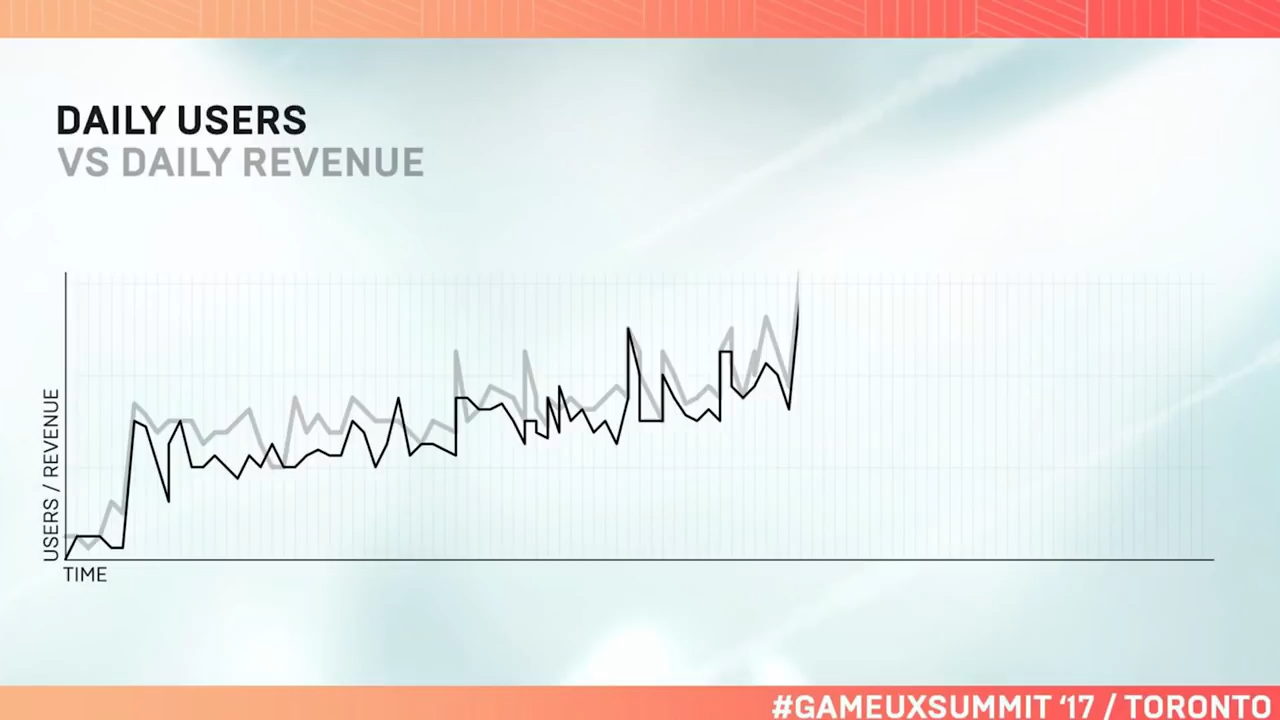 DAILY USERS
VS DAILY REVENUE
USERS / REVENUE
TIME
#GAMEUXSUMMIT ‘17 / TORONTO